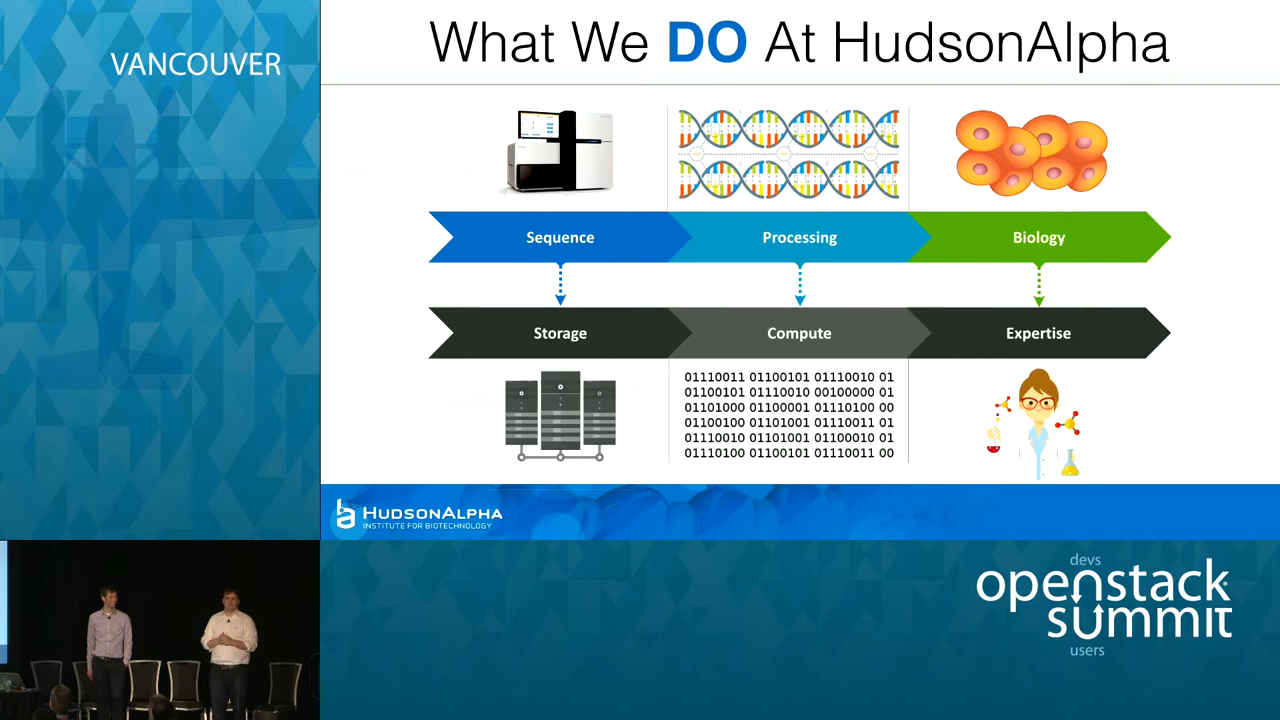 VANCOUVER
What We DO At HudsonAlpha
Sequence
Processing
Biology
Storage
Compute
Expertise
01110011 01100101 01110010 01
01100101 01110010 00100000 01
01101000 01100001 01110100 00
01100100 01101001 01110011 01
01110010 01101001 01100010 01
01110100 01100101 01110011 00
HUDSONALPHA
INSTITUTE FOR BIOTECHNOLOGY
devs
openstack
summit
users